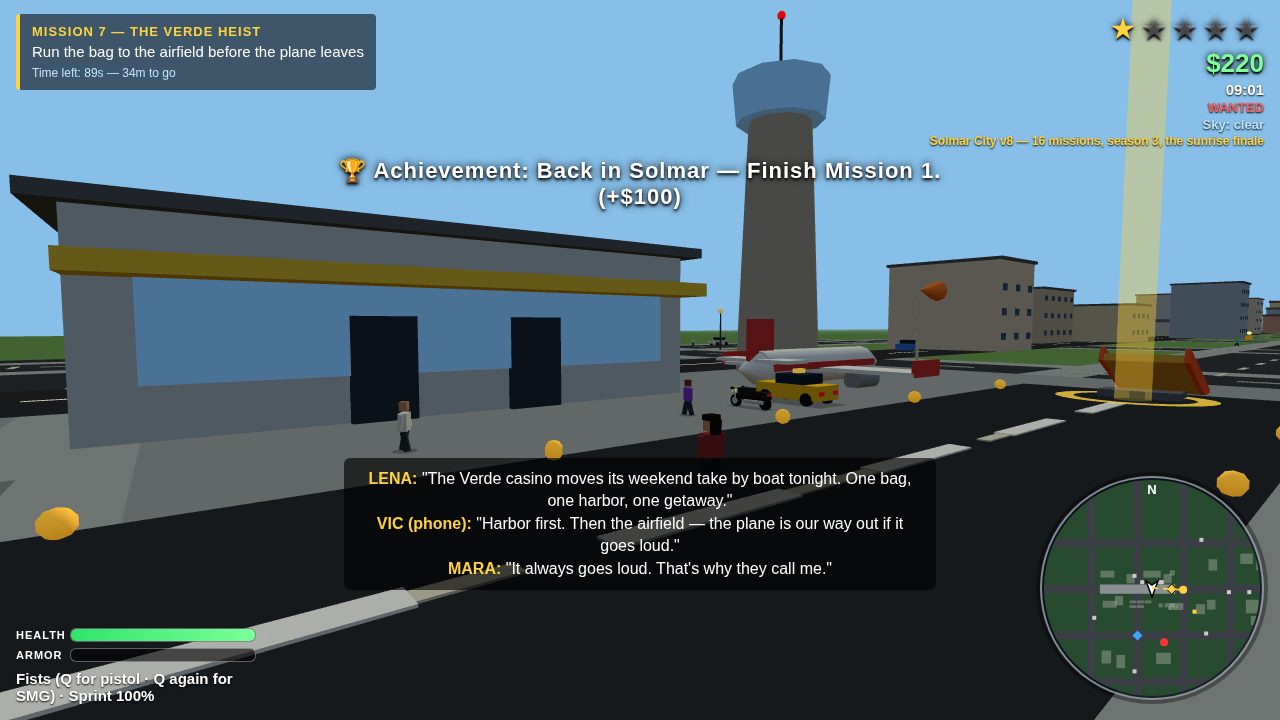 MISSION 7 — THE VERDE HEIST
Run the bag to the airfield before the plane leaves
Time left: 89s — 34m to go
$220
09:01
WANTED
Sky: clear
Solmar City v8 — 16 missions, season 3, the sunrise finale
🏆 Achievement: Back in Solmar — Finish Mission 1.
(+$100)
LENA: "The Verde casino moves its weekend take by boat tonight. One bag,
one harbor, one getaway."
VIC (phone): "Harbor first. Then the airfield — the plane is our way out if it
goes loud."
MARA: "It always goes loud. That's why they call me."
N
HEALTH
ARMOR
Fists (Q for pistol · Q again for
SMG) · Sprint 100%